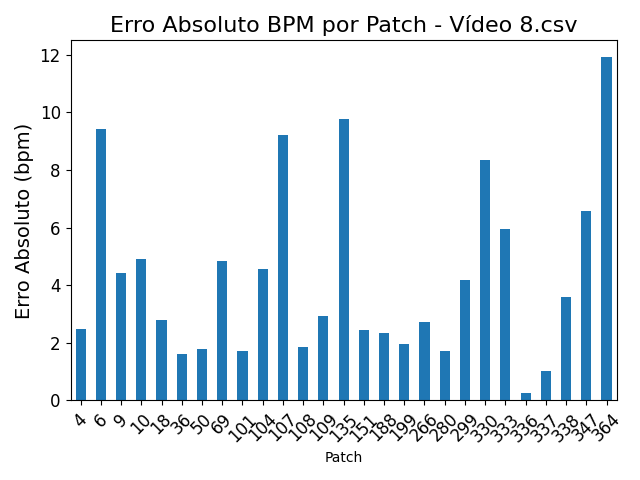 Erro Absoluto BPM por Patch - Vídeo 8.csv
Erro Absoluto (bpm)
12
10
8
6
4
2
0
4 6 9 10 18 36 50 69 101 104 107 108 109 135 151 188 199 266 280 299 330 333 336 337 338 347 364
Patch